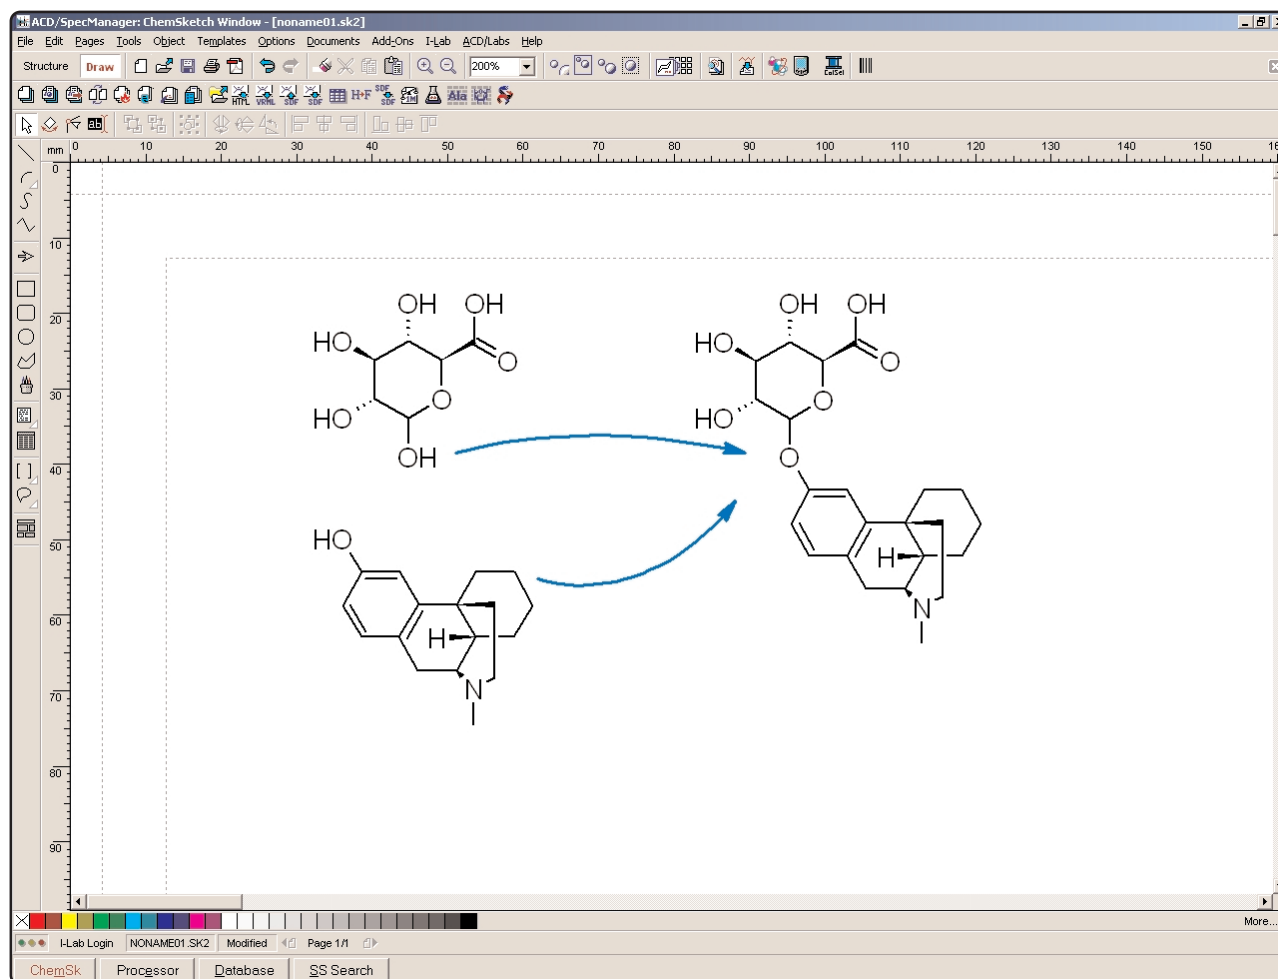 ACD/SpecManager: ChemSketch Window - [noname01.sk2]
File Edit Pages Tools Object Templates Options Documents Add-Ons I-Lab ACD/Labs Help
Structure Draw 200%
HTML VRML SDF SDF H→F SDF SDF Ala
ab
mm 0 10 20 30 40 50 60 70 80 90 100 110 120 130 140 150
0
10
OH OH OH OH
20
HO O HO O
30
O O
HO HO
OH O
40
HO
50
H
N
60
H
N
70
80
90
More...
I-Lab Login NONAME01.SK2 Modified Page 1/1
ChemSk Processor Database SS Search